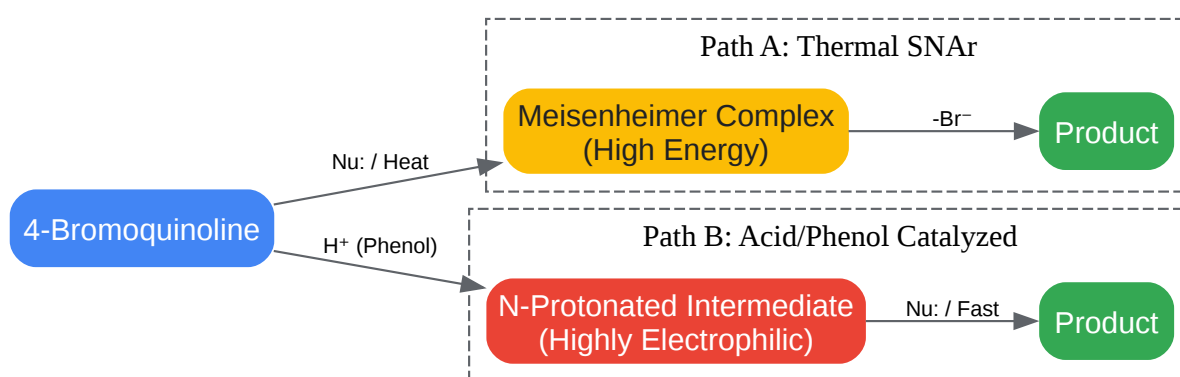 Path A: Thermal SNAr
Meisenheimer Complex
(High Energy)
-Br⁻
Product
Nu: / Heat
4-Bromoquinoline
H⁺ (Phenol)
Path B: Acid/Phenol Catalyzed
N-Protonated Intermediate
(Highly Electrophilic)
Nu: / Fast
Product